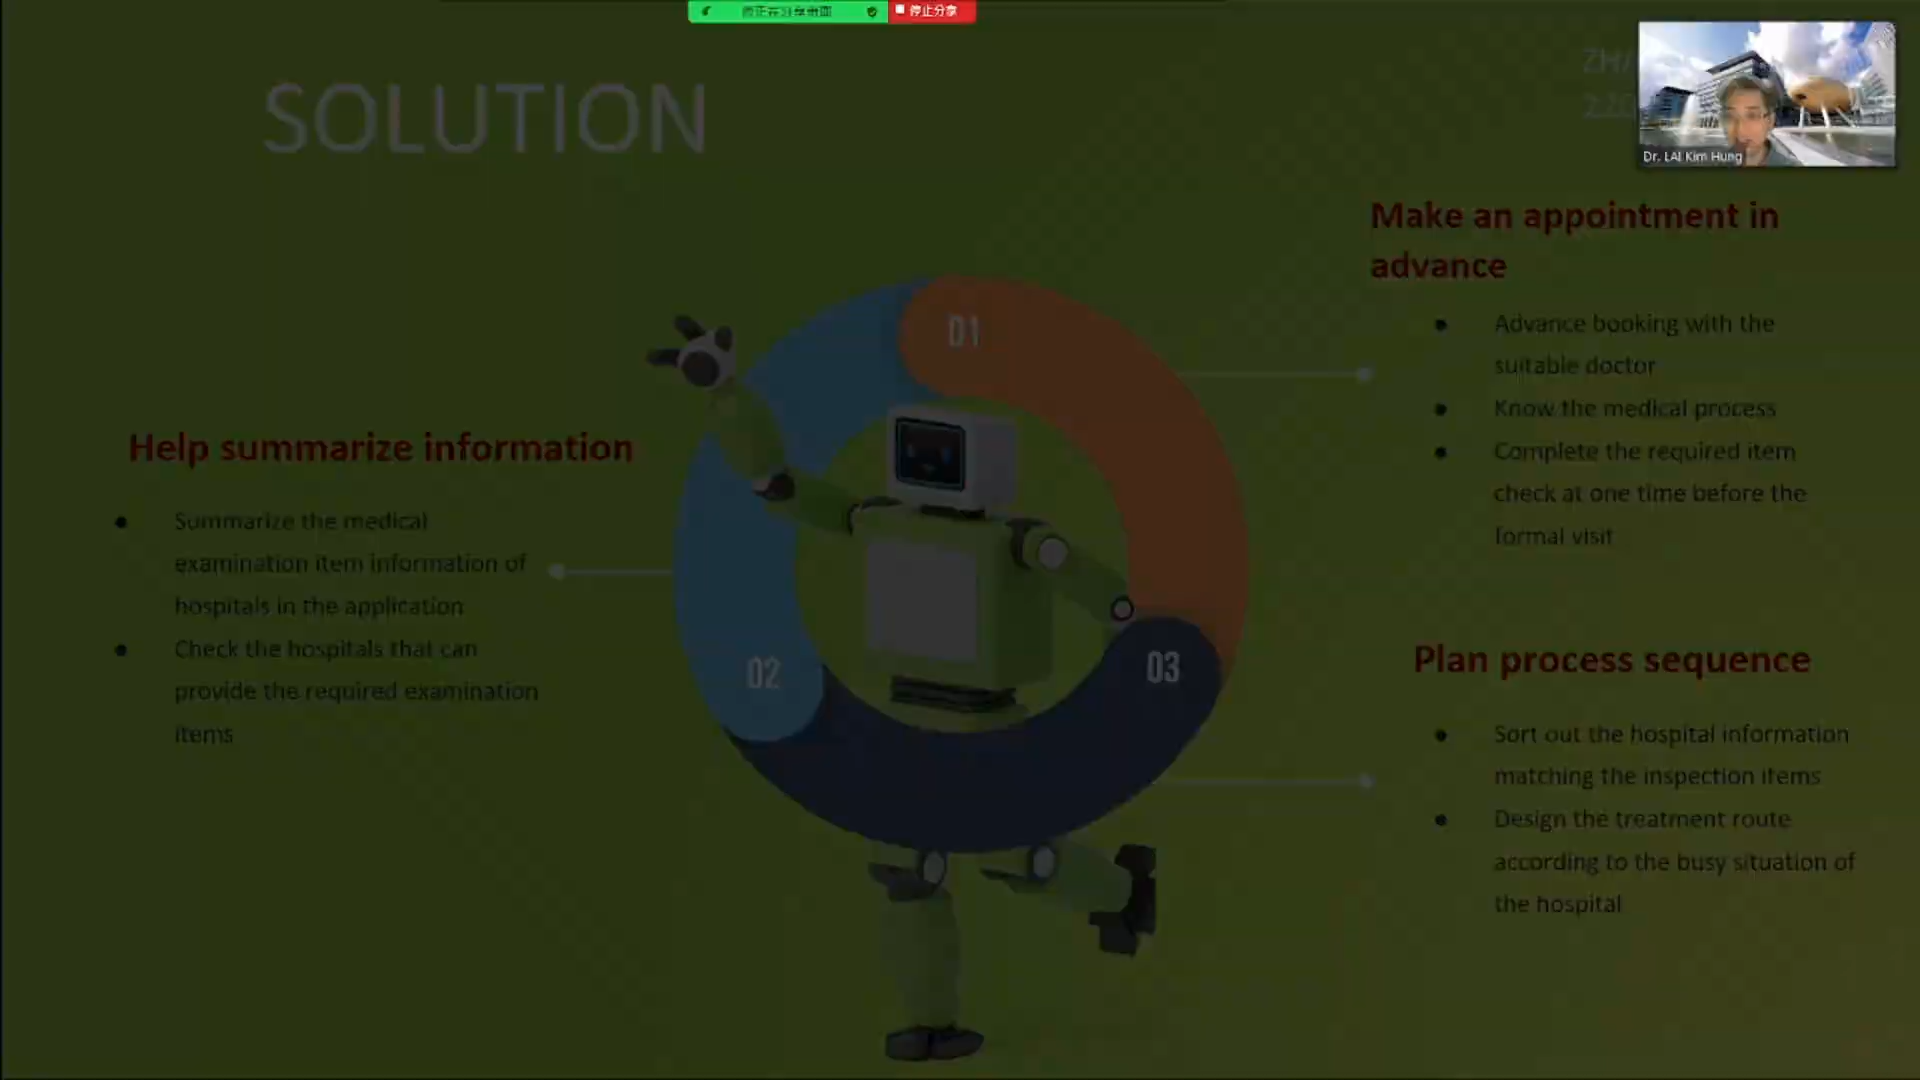 停止分享
SOLUTION
Dr. LAI Kim Hung
Make an appointment in
advance
Advance booking with the
suitable doctor
Know the medical process
Complete the required item
check at one time before the
formal visit
01
Help summarize information
Summarize the medical
examination item information of
hospitals in the application
Check the hospitals that can
provide the required examination
items
02
03
Plan process sequence
Sort out the hospital information
matching the inspection items
Design the treatment route
according to the busy situation of
the hospital